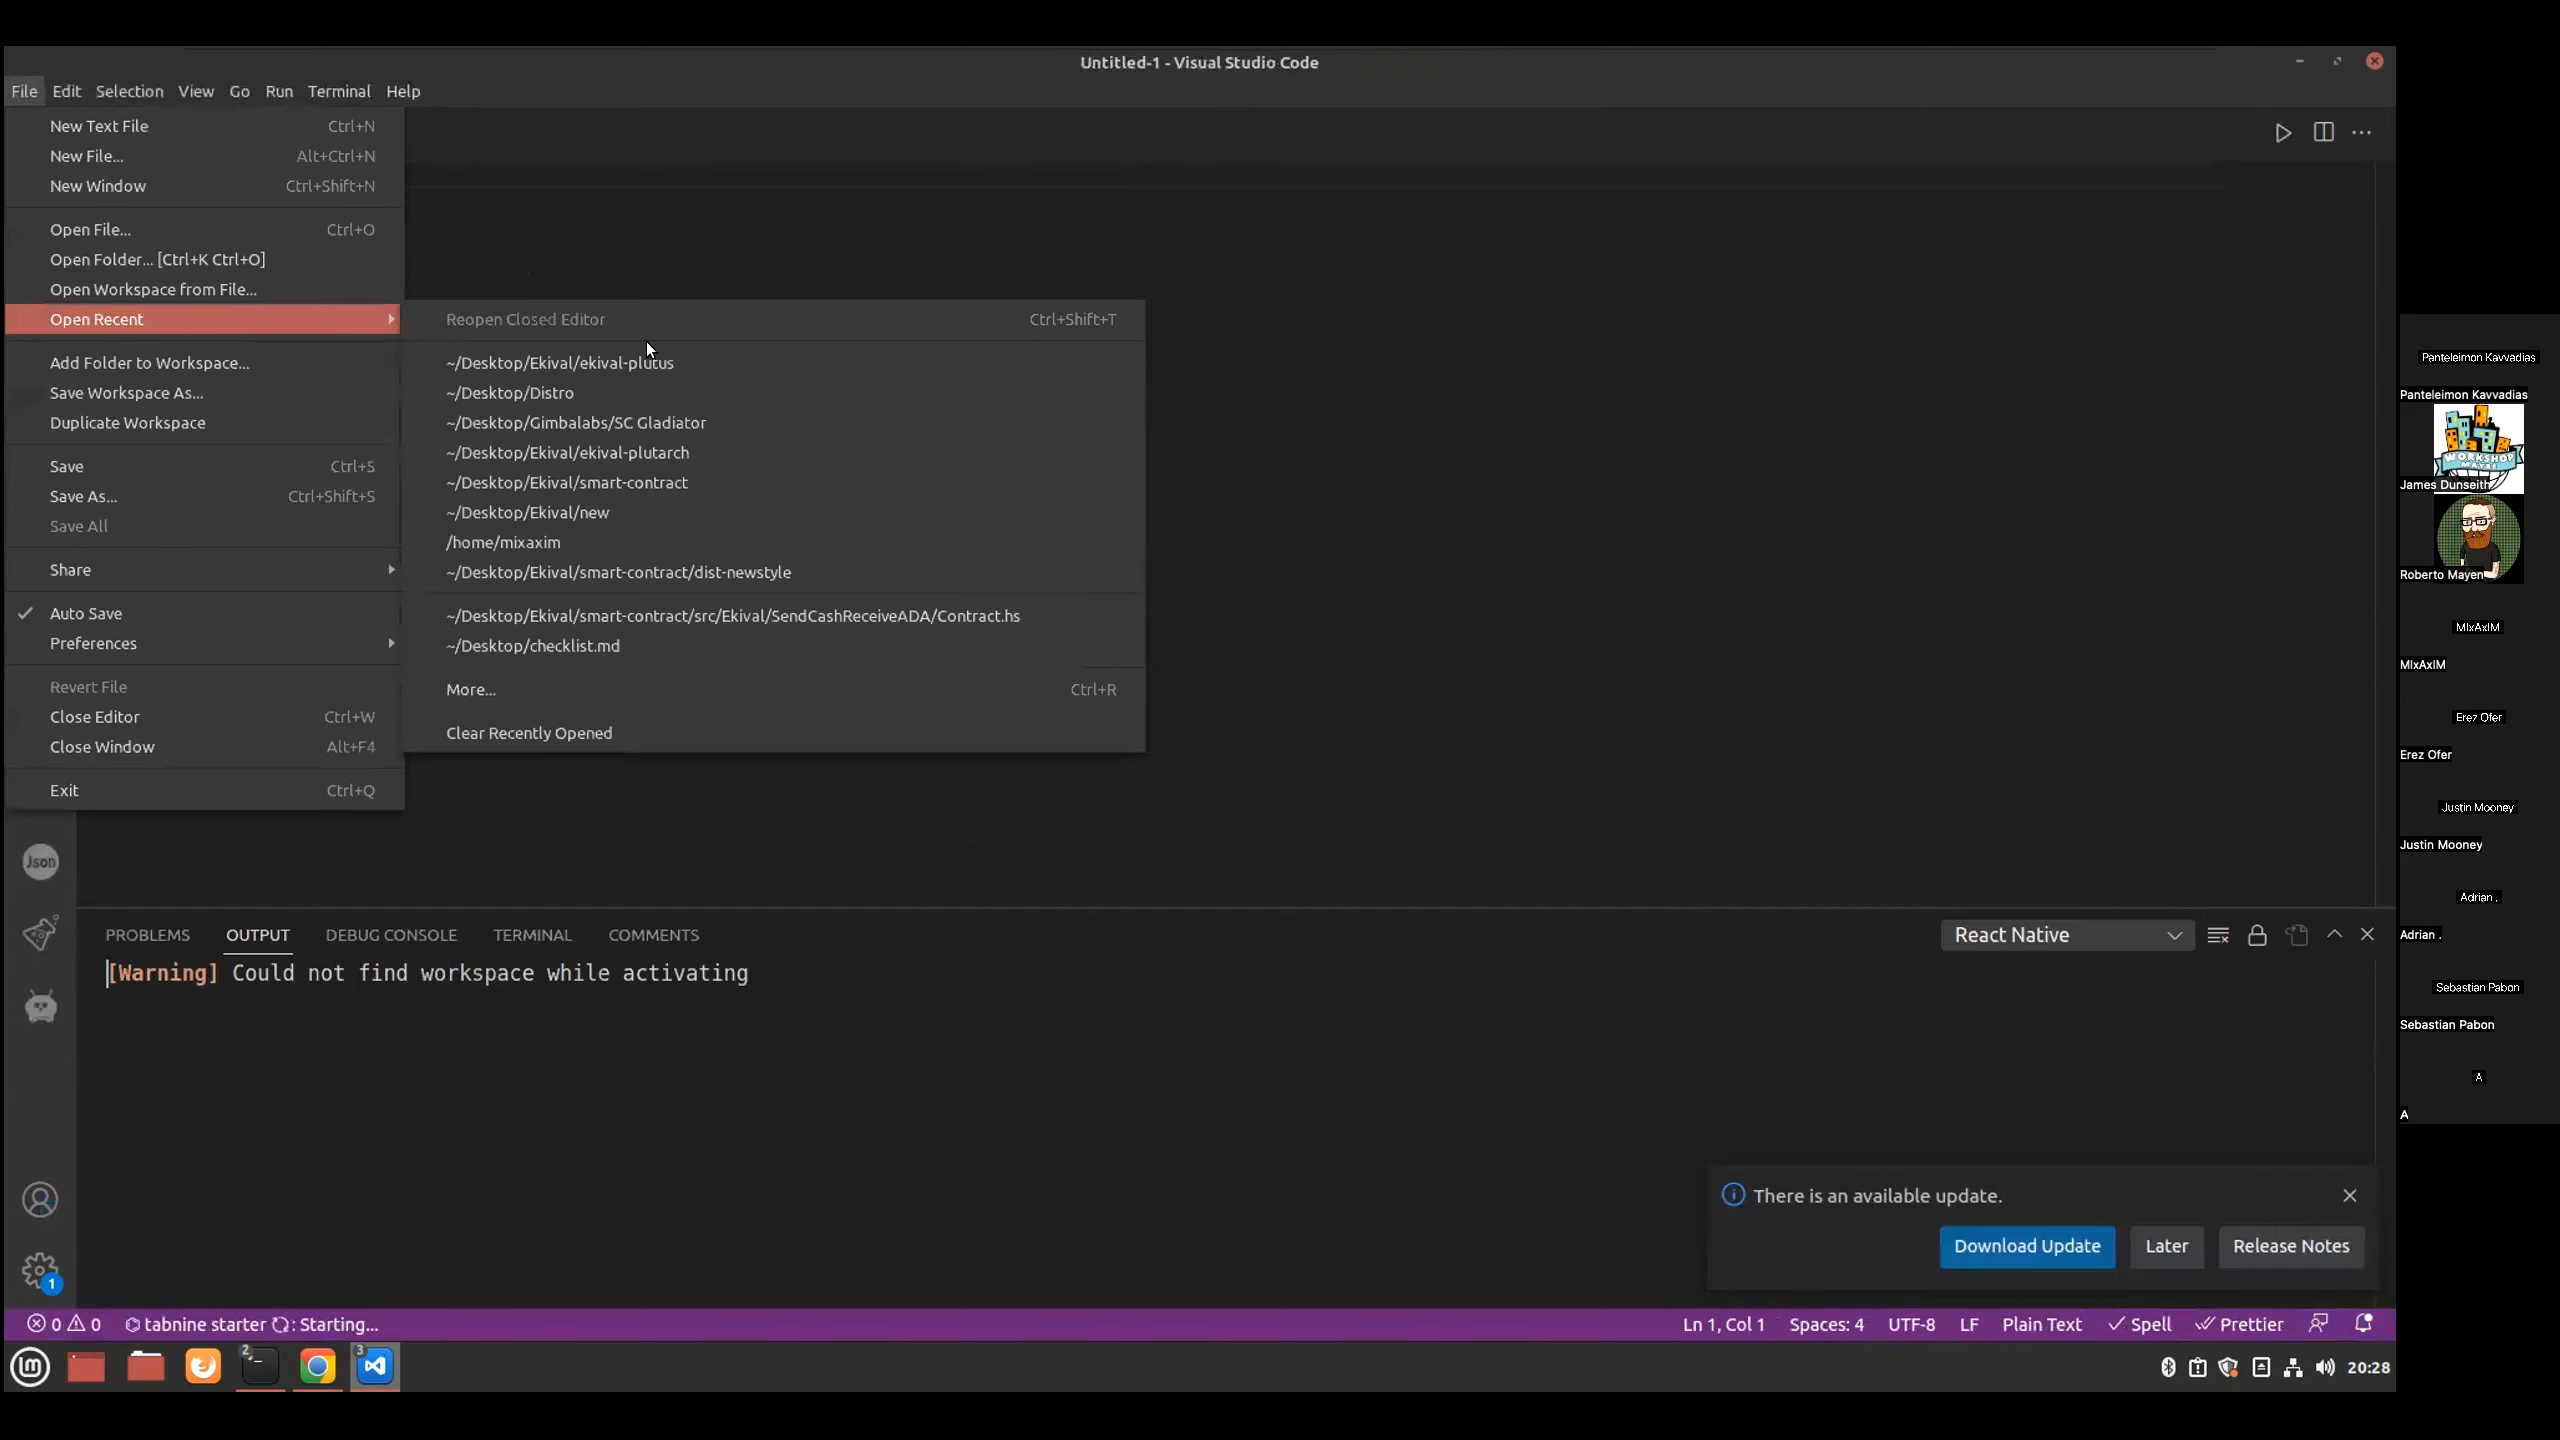 Untitled-1 - Visual Studio Code
File Edit Selection View Go Run Terminal Help
New Text File Ctrl+N
New File... Alt+Ctrl+N
New Window Ctrl+Shift+N
Open File... Ctrl+O
Open Folder... [Ctrl+K Ctrl+O]
Open Workspace from File...
Open Recent
Add Folder to Workspace...
Save Workspace As...
Duplicate Workspace
Save Ctrl+S
Save As... Ctrl+Shift+S
Save All
Share
Auto Save
Preferences
Revert File
Close Editor Ctrl+W
Close Window Alt+F4
Exit Ctrl+Q
Reopen Closed Editor Ctrl+Shift+T
~/Desktop/Ekival/ekival-plutus
~/Desktop/Distro
~/Desktop/Gimbalabs/SC Gladiator
~/Desktop/Ekival/ekival-plutarch
~/Desktop/Ekival/smart-contract
~/Desktop/Ekival/new
/home/mixaxim
~/Desktop/Ekival/smart-contract/dist-newstyle
~/Desktop/Ekival/smart-contract/src/Ekival/SendCashReceiveADA/Contract.hs
~/Desktop/checklist.md
More... Ctrl+R
Clear Recently Opened
Json
PROBLEMS OUTPUT DEBUG CONSOLE TERMINAL COMMENTS
React Native
[Warning] Could not find workspace while activating
There is an available update.
Download Update Later Release Notes
1
0 0 tabnine starter : Starting...
Ln 1, Col 1 Spaces: 4 UTF-8 LF Plain Text Spell Prettier
2 3
20:28
Panteleimon Kavvadias
Panteleimon Kavvadias
WORKSHOP
MAYBE
James Dunseith
Roberto Mayen
MIxAxIM
MIxAxIM
Erez Ofer
Erez Ofer
Justin Mooney
Justin Mooney
Adrian .
Adrian .
Sebastian Pabon
Sebastian Pabon
A
A